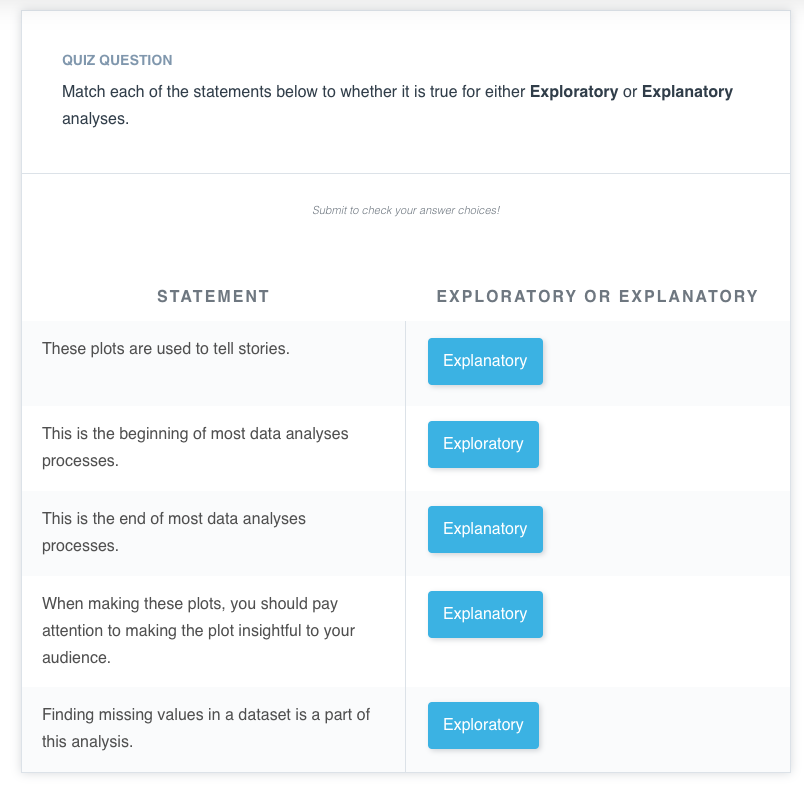 QUIZ QUESTION
Match each of the statements below to whether it is true for either Exploratory or Explanatory
analyses.
Submit to check your answer choices!
STATEMENT
EXPLORATORY OR EXPLANATORY
These plots are used to tell stories.
Explanatory
This is the beginning of most data analyses
processes.
Exploratory
This is the end of most data analyses
processes.
Explanatory
When making these plots, you should pay
attention to making the plot insightful to your
audience.
Explanatory
Finding missing values in a dataset is a part of
this analysis.
Exploratory